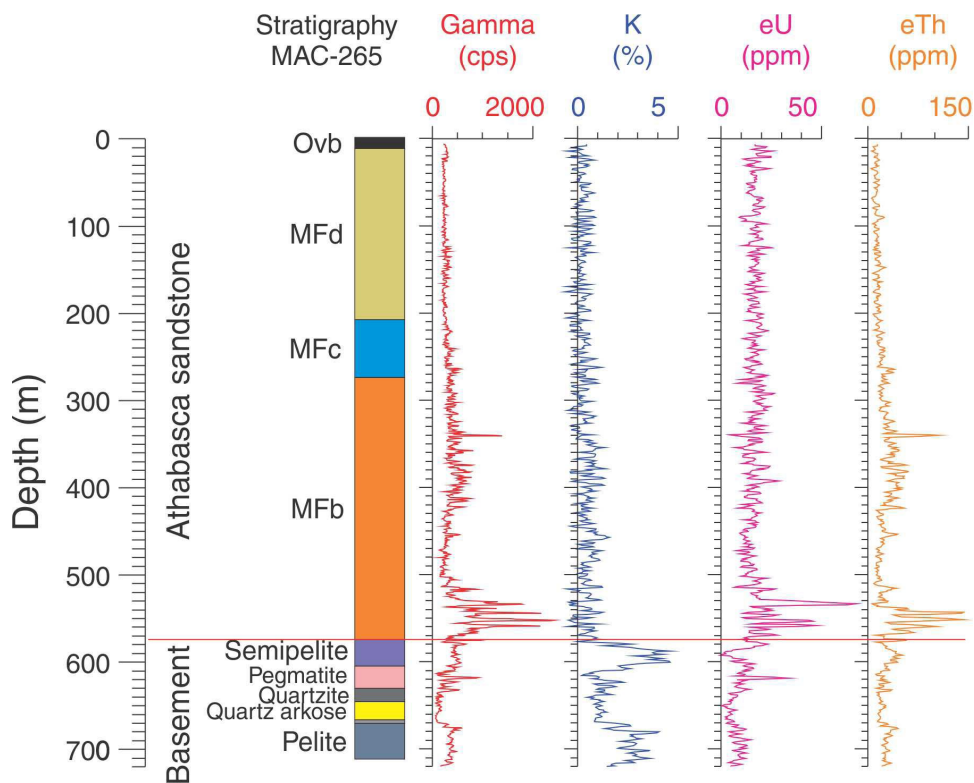 Stratigraphy
MAC-265
Gamma
(cps)
K
(%)
eU
(ppm)
eTh
(ppm)
0 2000
0 5
0 50
0 150
Depth (m)
0
100
200
300
400
500
600
700
Athabasca sandstone
Basement
Ovb
MFd
MFc
MFb
Semipelite
Pegmatite
Quartzite
Quartz arkose
Pelite